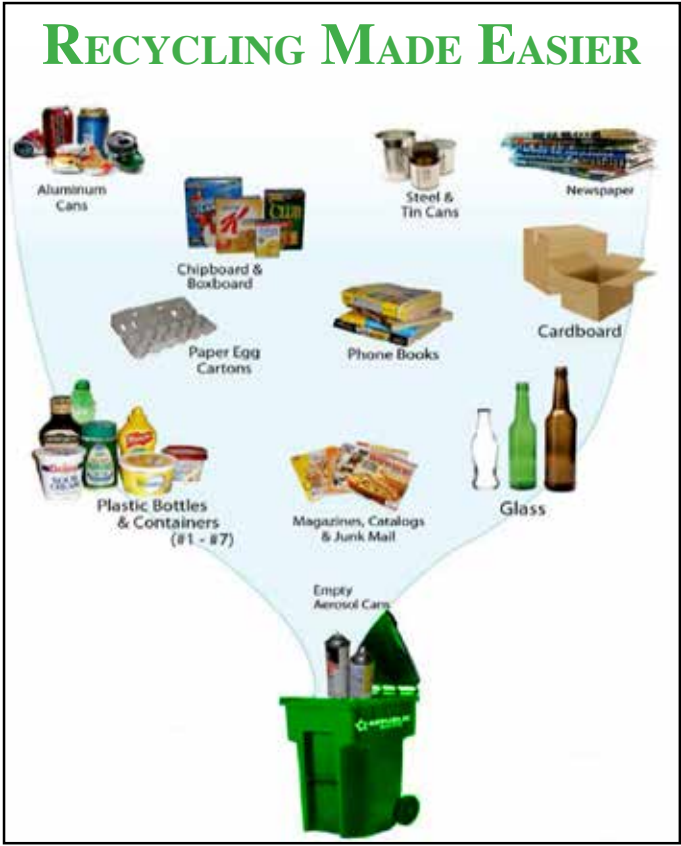 RECYCLING MADE EASIER
Aluminum
Cans
Steel &
Tin Cans
Newspaper
Chipboard &
Boxboard
Cardboard
Paper Egg
Cartons
Phone Books
Plastic Bottles
& Containers
(#1 - #7)
Magazines, Catalogs
& Junk Mail
Glass
Empty
Aerosol Cans